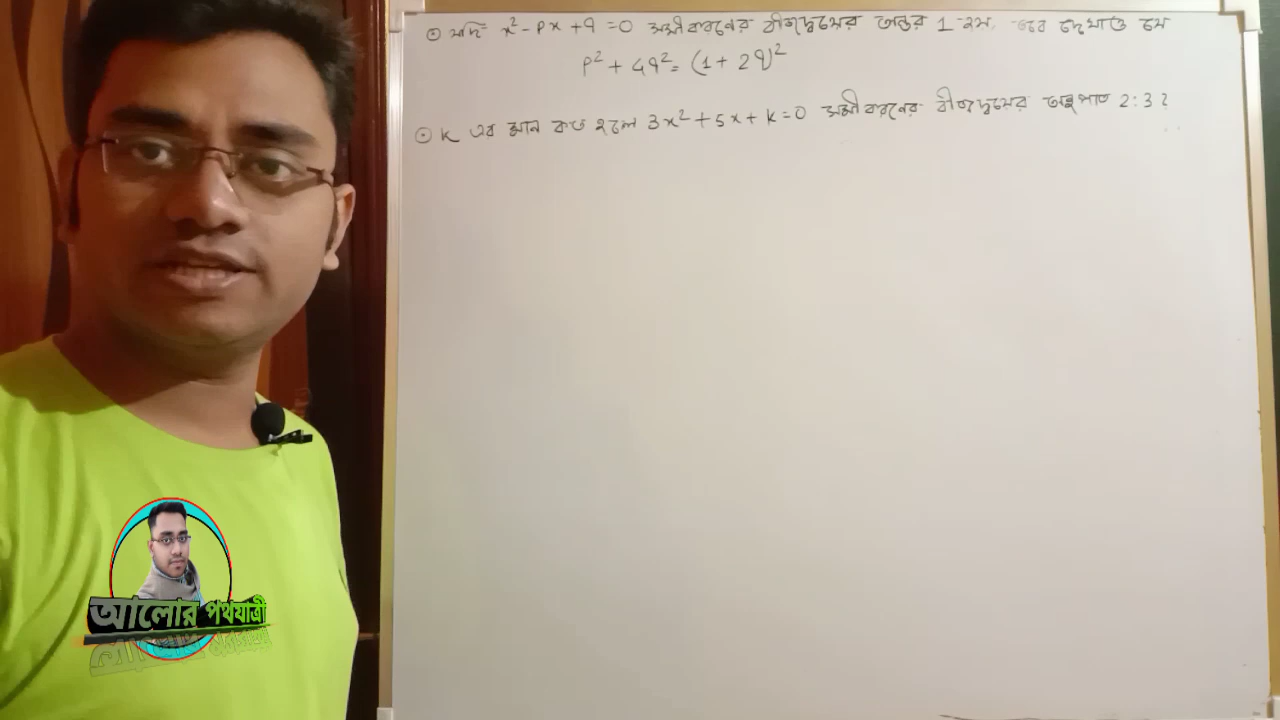 ⊙ যদি x² - px + q = 0 সমীকরণের বীজদ্বয়ের অন্তর 1 হয়, তবে দেখাও যে
p² + 4q² = (1 + 2q)²
⊙ k এর মান কত হলে 3x² + 5x + k = 0 সমীকরণের বীজদ্বয়ের অনুপাত 2:3?
আলোর পথযাত্রী